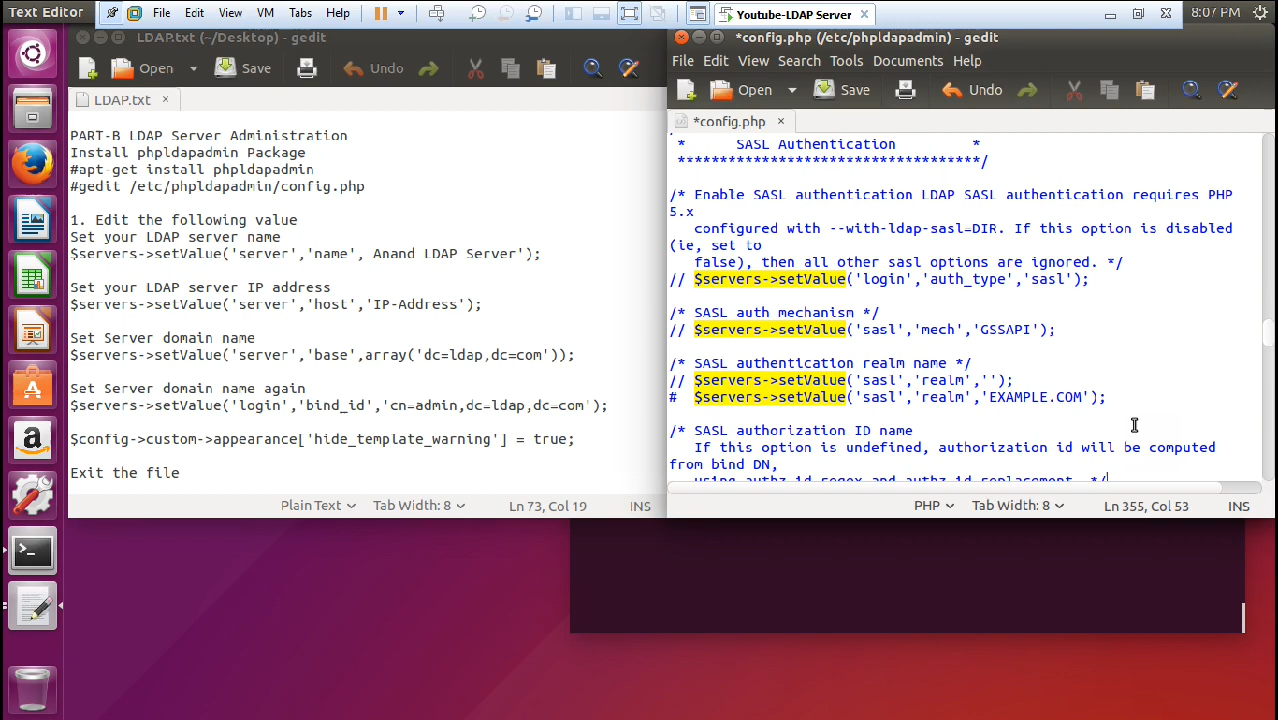 Text Editor
File Edit View VM Tabs Help
Youtube-LDAP Server
8:07 PM
LDAP.txt (~/Desktop) - gedit
Open Save Undo
LDAP.txt
PART-B LDAP Server Administration
Install phpldapadmin Package
#apt-get install phpldapadmin
#gedit /etc/phpldapadmin/config.php
1. Edit the following value
Set your LDAP server name
$servers->setValue('server','name', Anand LDAP Server');
Set your LDAP server IP address
$servers->setValue('server','host','IP-Address');
Set Server domain name
$servers->setValue('server','base',array('dc=ldap,dc=com'));
Set Server domain name again
$servers->setValue('login','bind_id','cn=admin,dc=ldap,dc=com');
$config->custom->appearance['hide_template_warning'] = true;
Exit the file
Plain Text Tab Width: 8 Ln 73, Col 19 INS
*config.php (/etc/phpldapadmin) - gedit
File Edit View Search Tools Documents Help
Open Save Undo
*config.php
* SASL Authentication *
************************************/
/* Enable SASL authentication LDAP SASL authentication requires PHP
5.x
configured with --with-ldap-sasl=DIR. If this option is disabled
(ie, set to
false), then all other sasl options are ignored. */
// $servers->setValue('login','auth_type','sasl');
/* SASL auth mechanism */
// $servers->setValue('sasl','mech','GSSAPI');
/* SASL authentication realm name */
// $servers->setValue('sasl','realm','');
# $servers->setValue('sasl','realm','EXAMPLE.COM');
/* SASL authorization ID name
If this option is undefined, authorization id will be computed
from bind DN,
using authz_id_regex and authz_id_replacement. */
PHP Tab Width: 8 Ln 355, Col 53 INS